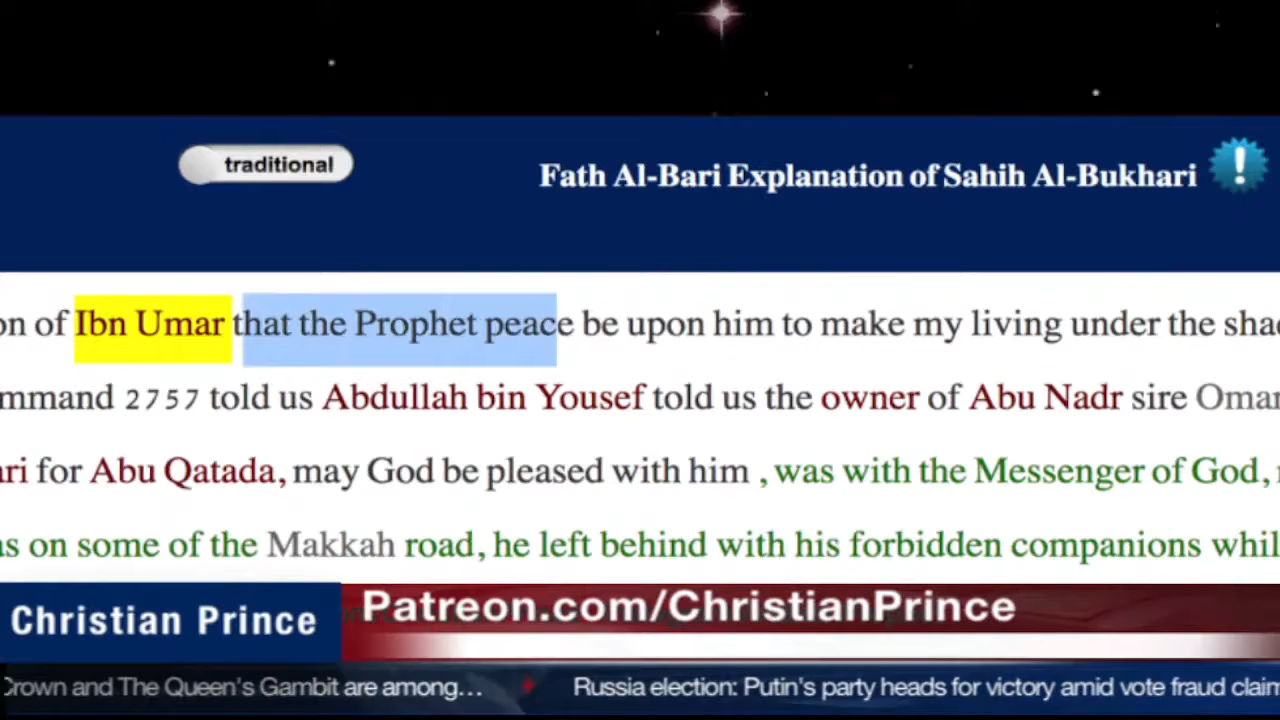 traditional
Fath Al-Bari Explanation of Sahih Al-Bukhari
on of Ibn Umar that the Prophet peace be upon him to make my living under the sha
mmand 2757 told us Abdullah bin Yousef told us the owner of Abu Nadr sire Omar
ari for Abu Qatada, may God be pleased with him , was with the Messenger of God,
as on some of the Makkah road, he left behind with his forbidden companions whil
Christian Prince
Patreon.com/ChristianPrince
Crown and The Queen's Gambit are among...
Russia election: Putin's party heads for victory amid vote fraud claim